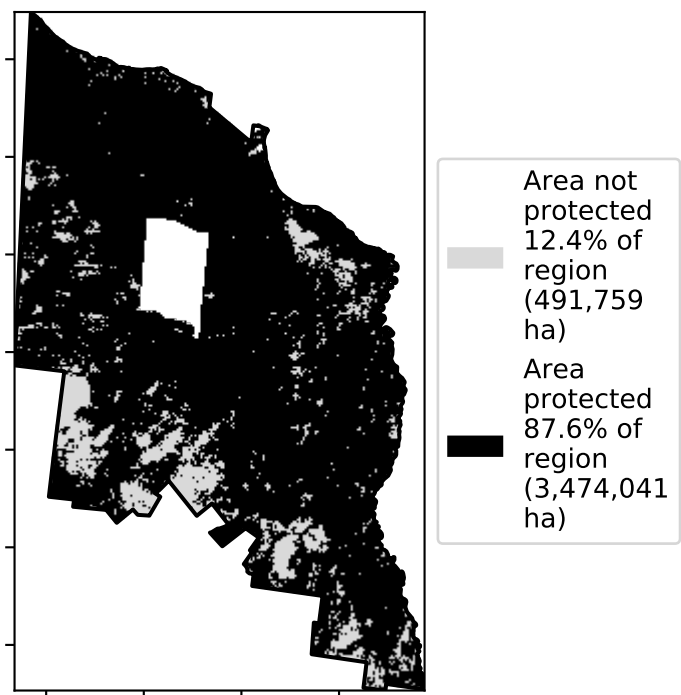 Area not
protected
12.4% of
region
(491,759
ha)
Area
protected
87.6% of
region
(3,474,041
ha)